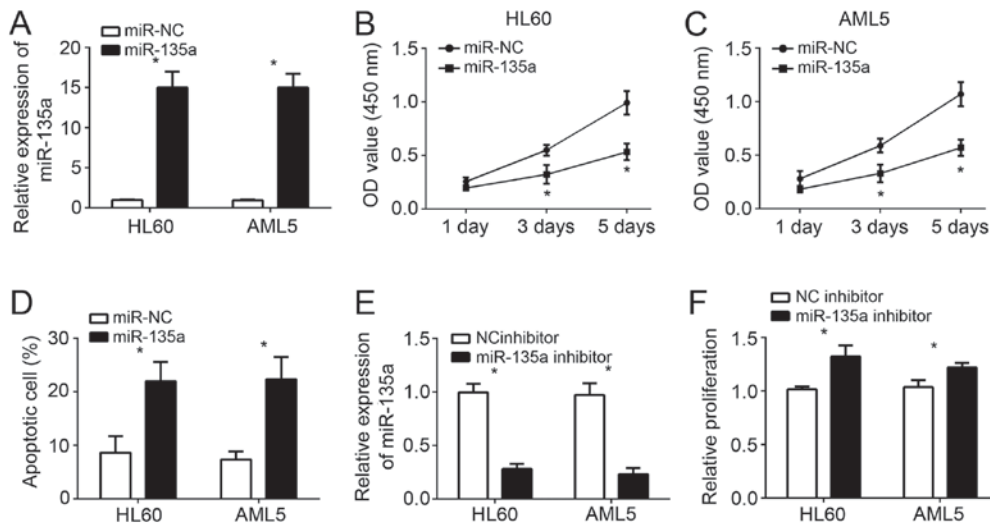 A
miR-NC
miR-135a
Relative expression of
miR-135a
20
15
10
5
0
*
*
HL60
AML5
B
HL60
miR-NC
miR-135a
OD value (450 nm)
1.5
1.0
0.5
0.0
*
*
1 day
3 days
5 days
C
AML5
miR-NC
miR-135a
OD value (450 nm)
1.5
1.0
0.5
0.0
*
*
1 day
3 days
5 days
D
miR-NC
miR-135a
Apoptotic cell (%)
30
20
10
0
*
*
HL60
AML5
E
NCinhibitor
miR-135a inhibitor
Relative expression
of miR-135a
1.5
1.0
0.5
0.0
*
*
HL60
AML5
F
NC inhibitor
miR-135a inhibitor
Relative proliferation
1.5
1.0
0.5
0.0
*
*
HL60
AML5